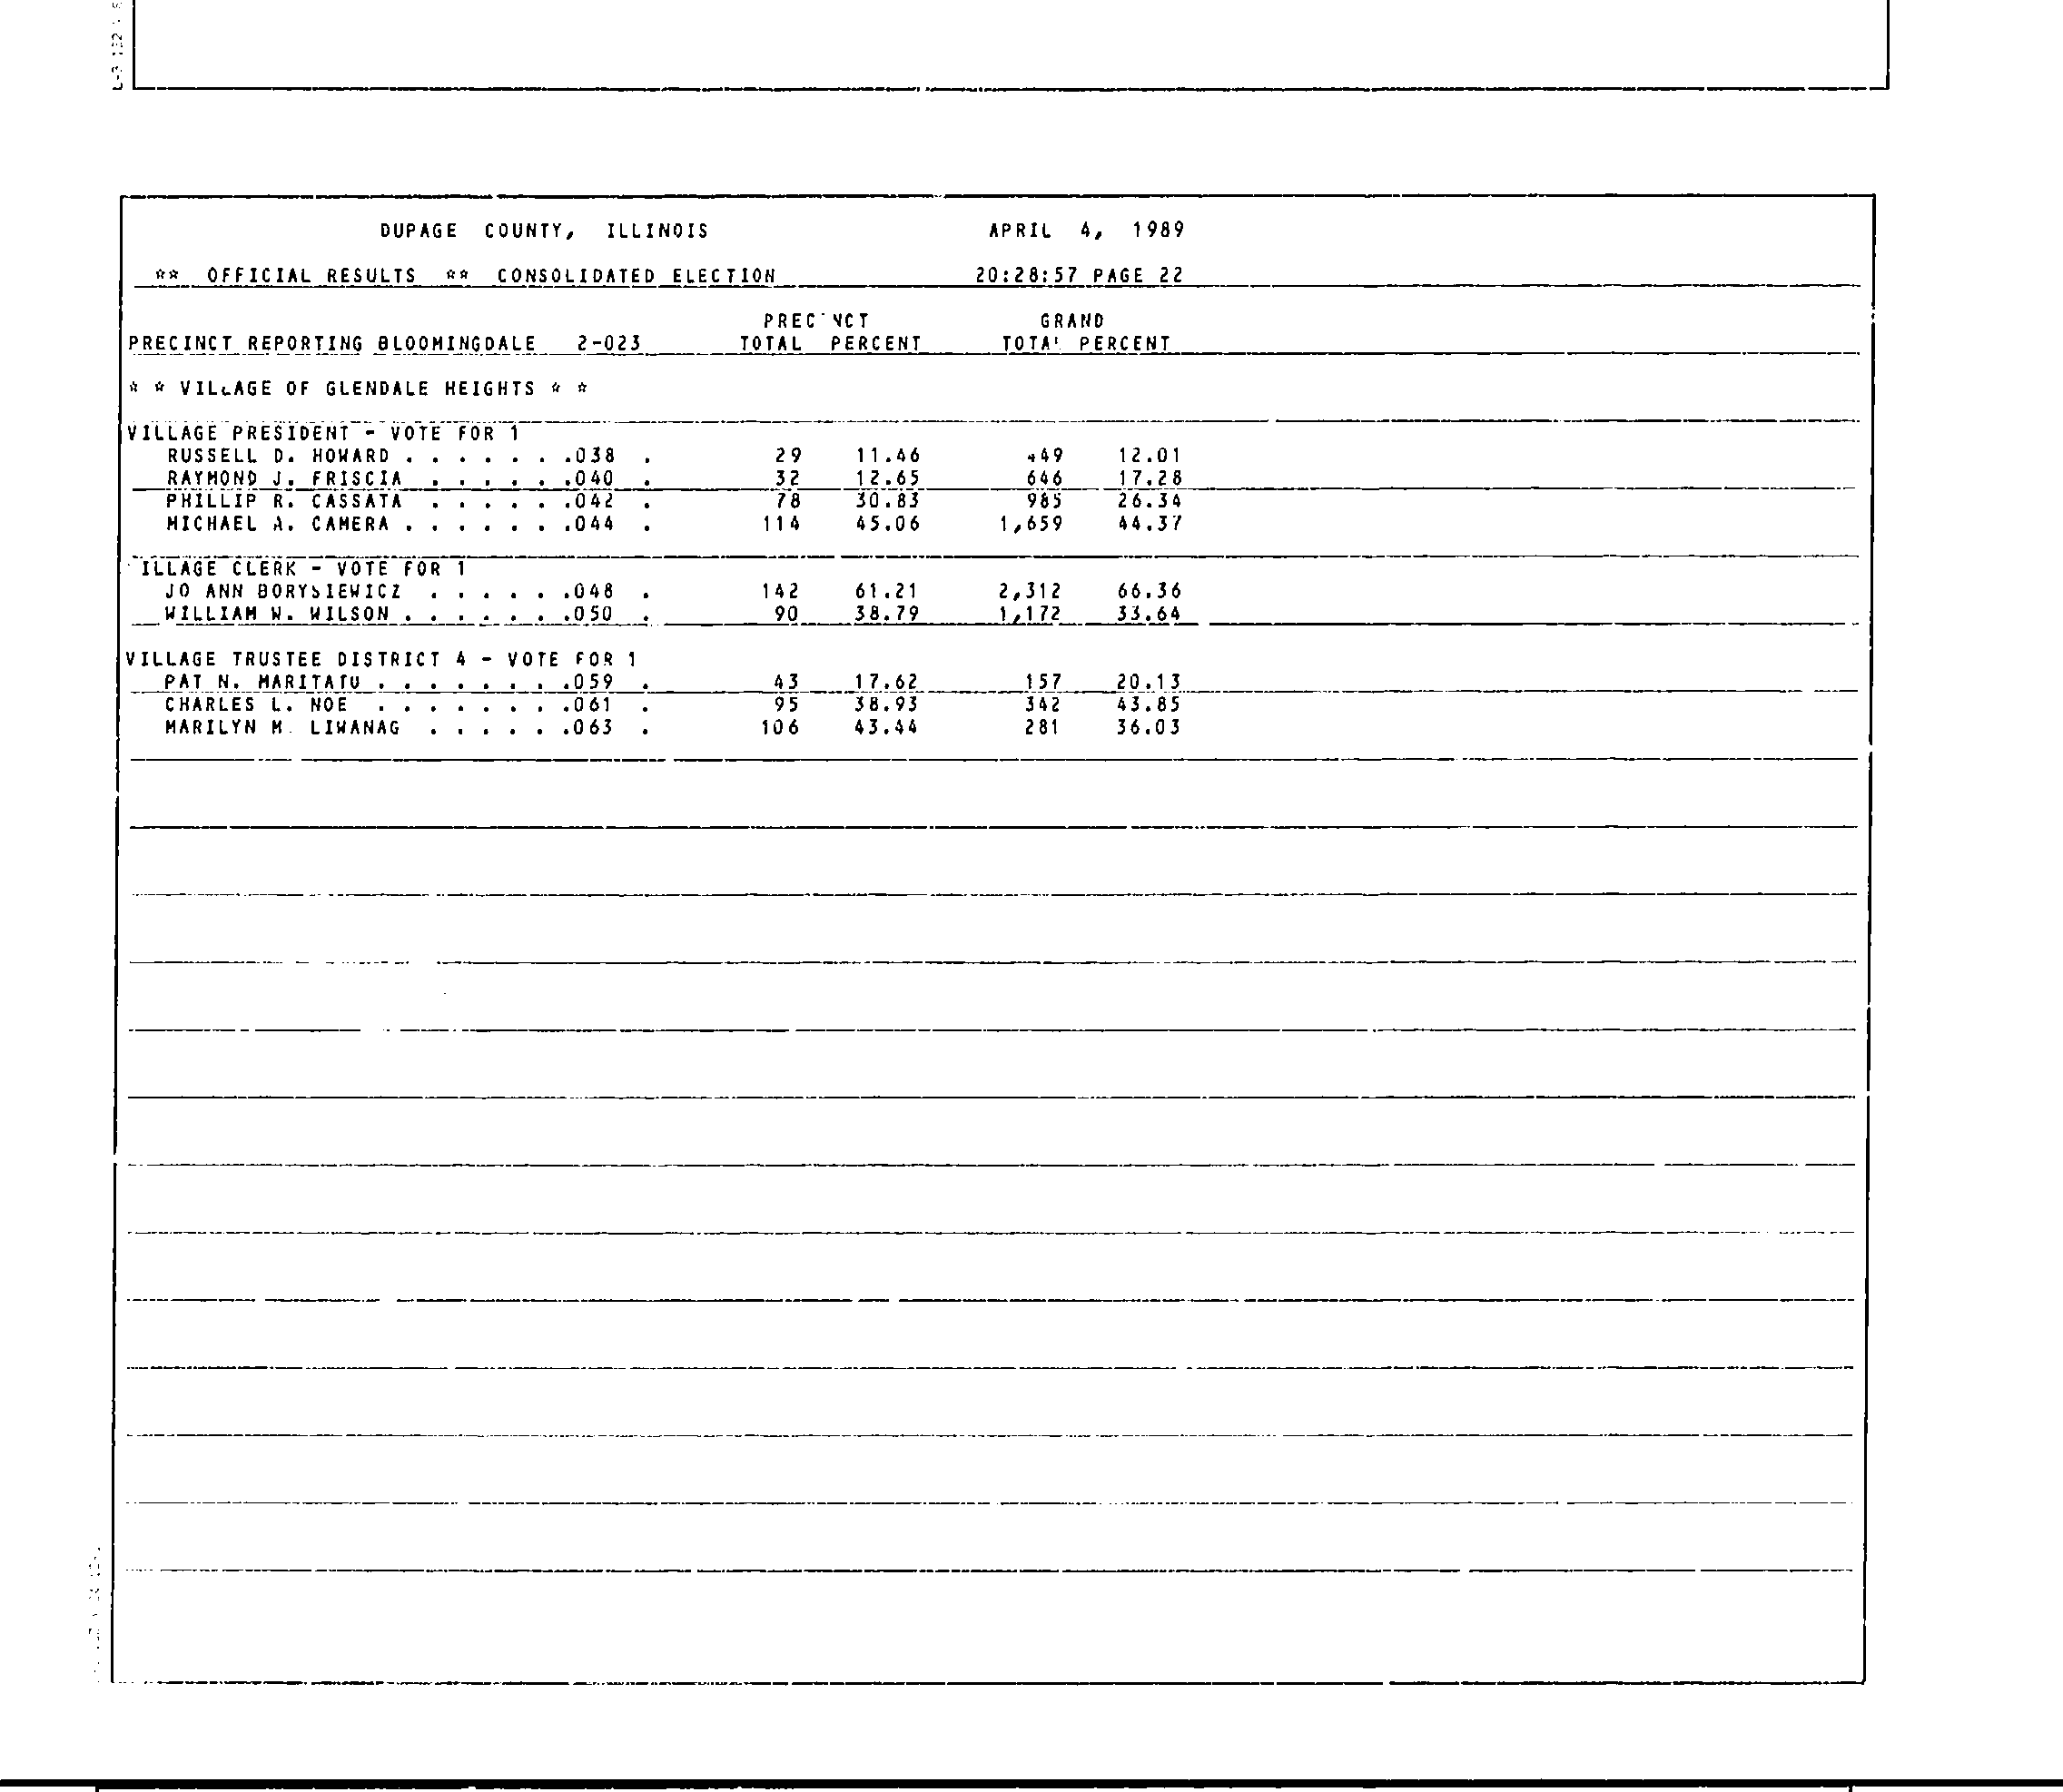 DUPAGE COUNTY, ILLINOIS APRIL 4, 1989
** OFFICIAL RESULTS ** CONSOLIDATED ELECTION 20:28:57 PAGE 22
PRECINCT GRAND
PRECINCT REPORTING BLOOMINGDALE 2-023 TOTAL PERCENT TOTAL PERCENT
* * VILLAGE OF GLENDALE HEIGHTS * *
VILLAGE PRESIDENT - VOTE FOR 1
RUSSELL D. HOWARD . . . . . . .038 . 29 11.46 449 12.01
RAYMOND J. FRISCIA . . . . . .040 . 32 12.65 646 17.28
PHILLIP R. CASSATA . . . . . .042 . 78 30.83 985 26.34
MICHAEL A. CAMERA . . . . . . .044 . 114 45.06 1,659 44.37
VILLAGE CLERK - VOTE FOR 1
JO ANN BORYSIEWICZ . . . . . .048 . 142 61.21 2,312 66.36
WILLIAM W. WILSON . . . . . . .050 . 90 38.79 1,172 33.64
VILLAGE TRUSTEE DISTRICT 4 - VOTE FOR 1
PAT N. MARITATO . . . . . . . .059 . 43 17.62 157 20.13
CHARLES L. NOE . . . . . . . .061 . 95 38.93 342 43.85
MARILYN M. LIWANAG . . . . . .063 . 106 43.44 281 36.03